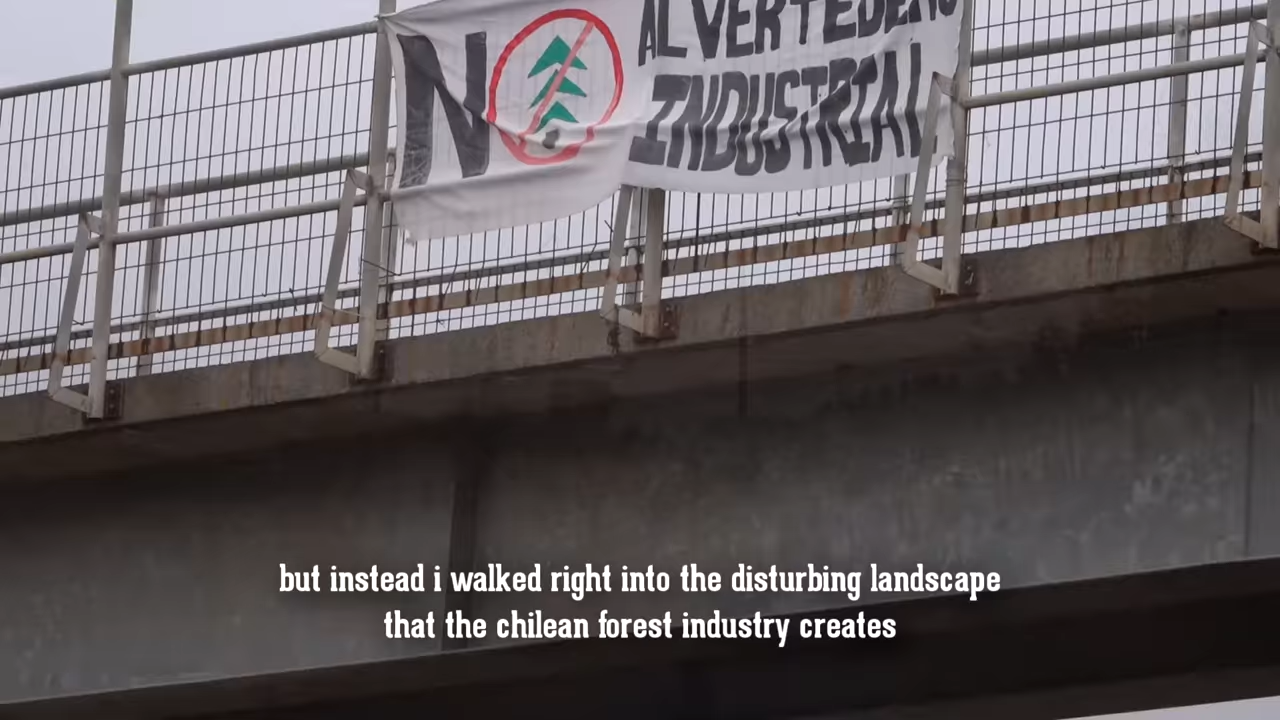 NO
AL VERTEDERO
INDUSTRIAL
but instead i walked right into the disturbing landscape
that the chilean forest industry creates